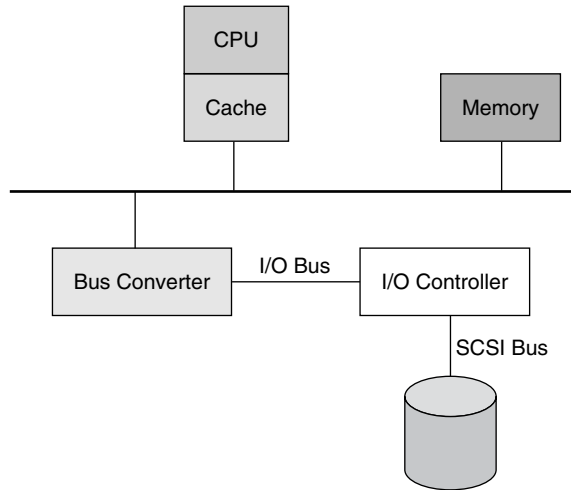 CPU
Cache
Memory
Bus Converter
I/O Bus
I/O Controller
SCSI Bus